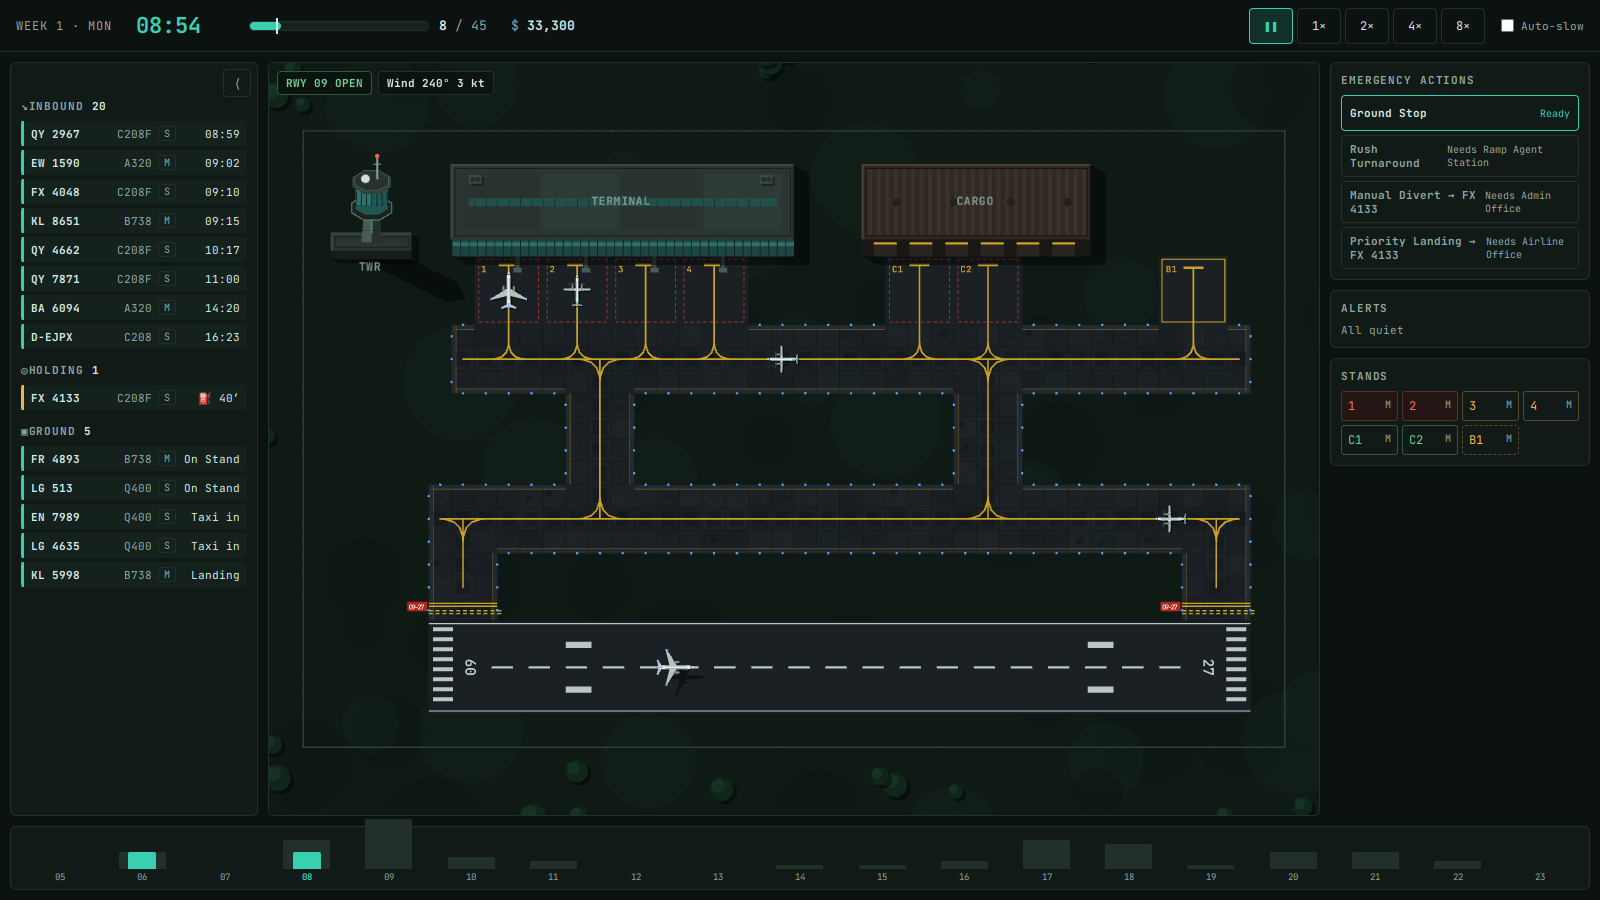 WEEK 1 · MON 08:54 8 / 45 $ 33,300 1× 2× 4× 8× Auto-slow
RWY 09 OPEN Wind 240° 3 kt
INBOUND 20
QY 2967 C208F S 08:59
EW 1590 A320 M 09:02
FX 4048 C208F S 09:10
KL 8651 B738 M 09:15
QY 4662 C208F S 10:17
QY 7871 C208F S 11:00
BA 6094 A320 M 14:20
D-EJPX C208 S 16:23
HOLDING 1
FX 4133 C208F S 40′
GROUND 5
FR 4893 B738 M On Stand
LG 513 Q400 S On Stand
EN 7989 Q400 S Taxi in
LG 4635 Q400 S Taxi in
KL 5998 B738 M Landing
TWR
TERMINAL
CARGO
1 2 3 4 C1 C2 B1
09-27 09-27
09 27
EMERGENCY ACTIONS
Ground Stop Ready
Rush Turnaround Needs Ramp Agent Station
Manual Divert → FX 4133 Needs Admin Office
Priority Landing → FX 4133 Needs Airline Office
ALERTS
All quiet
STANDS
1 M 2 M 3 M 4 M
C1 M C2 M B1 M
05 06 07 08 09 10 11 12 13 14 15 16 17 18 19 20 21 22 23